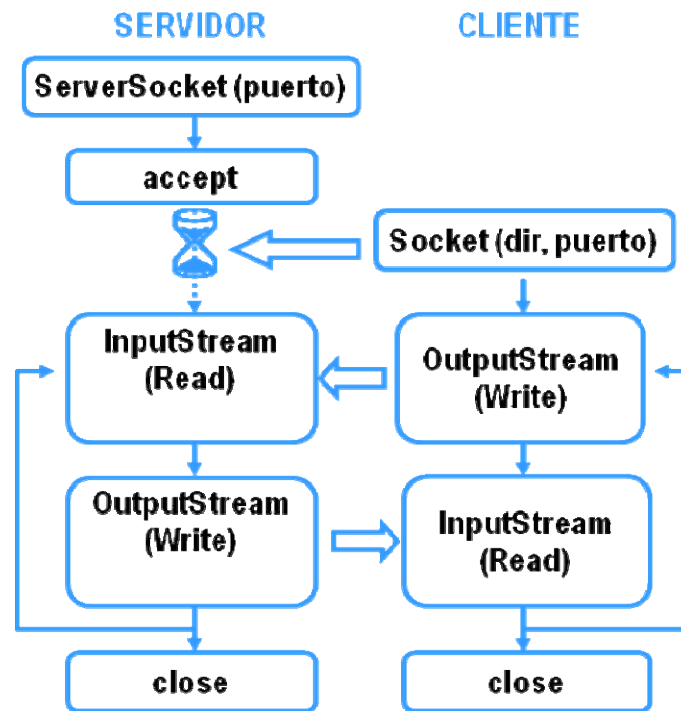 SERVIDOR
CLIENTE
ServerSocket (puerto)
accept
Socket (dir, puerto)
InputStream
(Read)
OutputStream
(Write)
OutputStream
(Write)
InputStream
(Read)
close
close